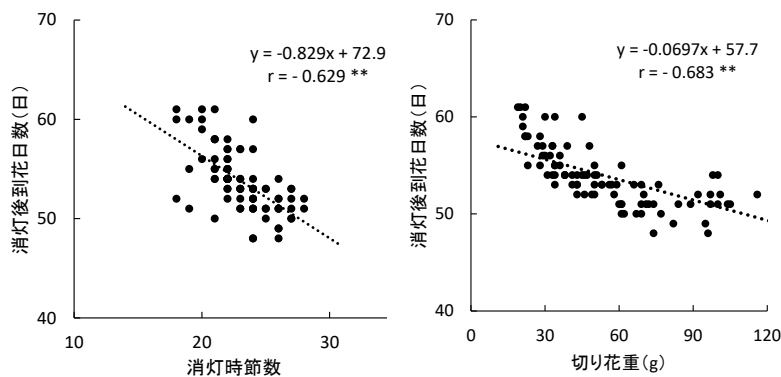 70
60
50
40
10
20
30
消灯後到花日数(日)
消灯時節数
y = -0.829x + 72.9
r = - 0.629 **
70
60
50
40
0
30
60
90
120
消灯後到花日数(日)
切り花重(g)
y = -0.0697x + 57.7
r = - 0.683 **